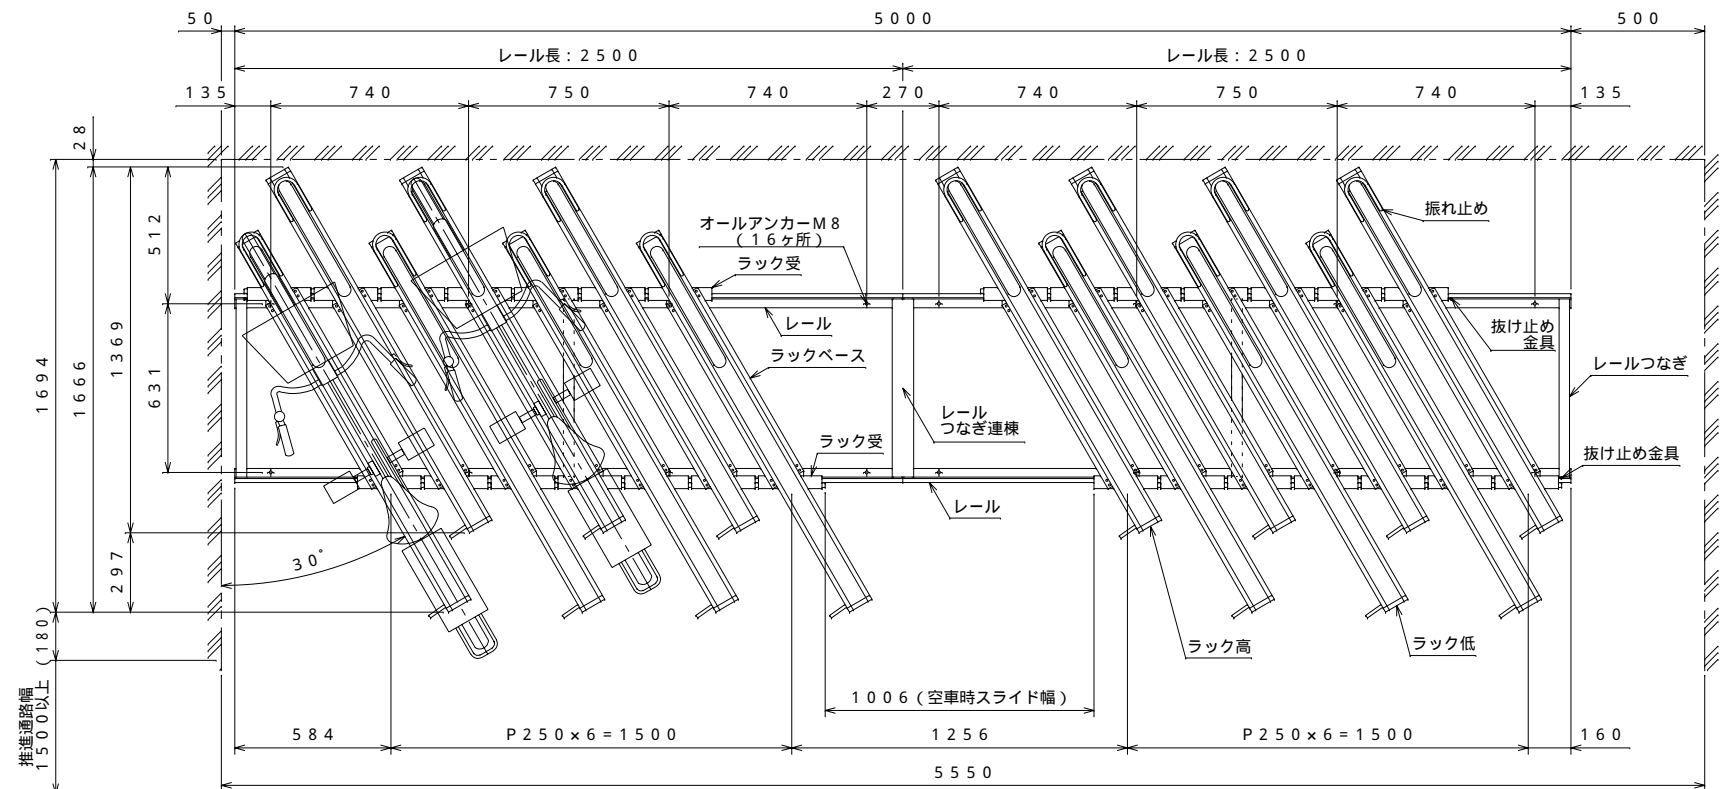 50
5000
500
レール長：2500
レール長：2500
135
740
750
740
270
740
750
740
135
28
1694
1666
1369
512
631
297
(180)
推進通路幅
1500以上
オールアンカーM8
（16ヶ所）
ラック受
レール
ラックベース
ラック受
レール
つなぎ連棟
レール
振れ止め
抜け止め
金具
レールつなぎ
抜け止め金具
30°
ラック高
ラック低
1006（空車時スライド幅）
584
P250×6=1500
1256
P250×6=1500
160
5550